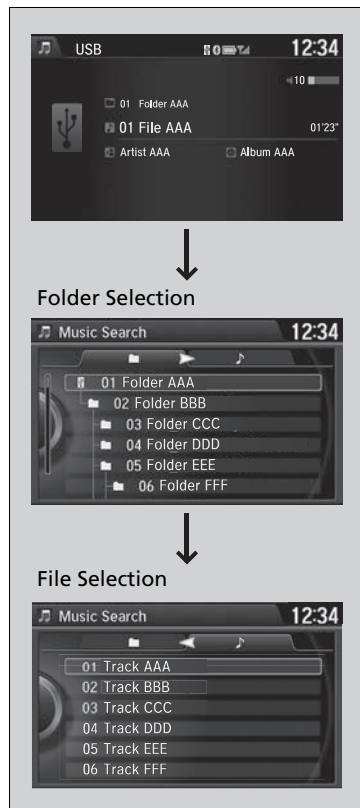 USB 12:34
10
01 Folder AAA
01 File AAA 01'23"
Artist AAA Album AAA
Folder Selection
Music Search 12:34
01 Folder AAA
02 Folder BBB
03 Folder CCC
04 Folder DDD
05 Folder EEE
06 Folder FFF
File Selection
Music Search 12:34
01 Track AAA
02 Track BBB
03 Track CCC
04 Track DDD
05 Track EEE
06 Track FFF